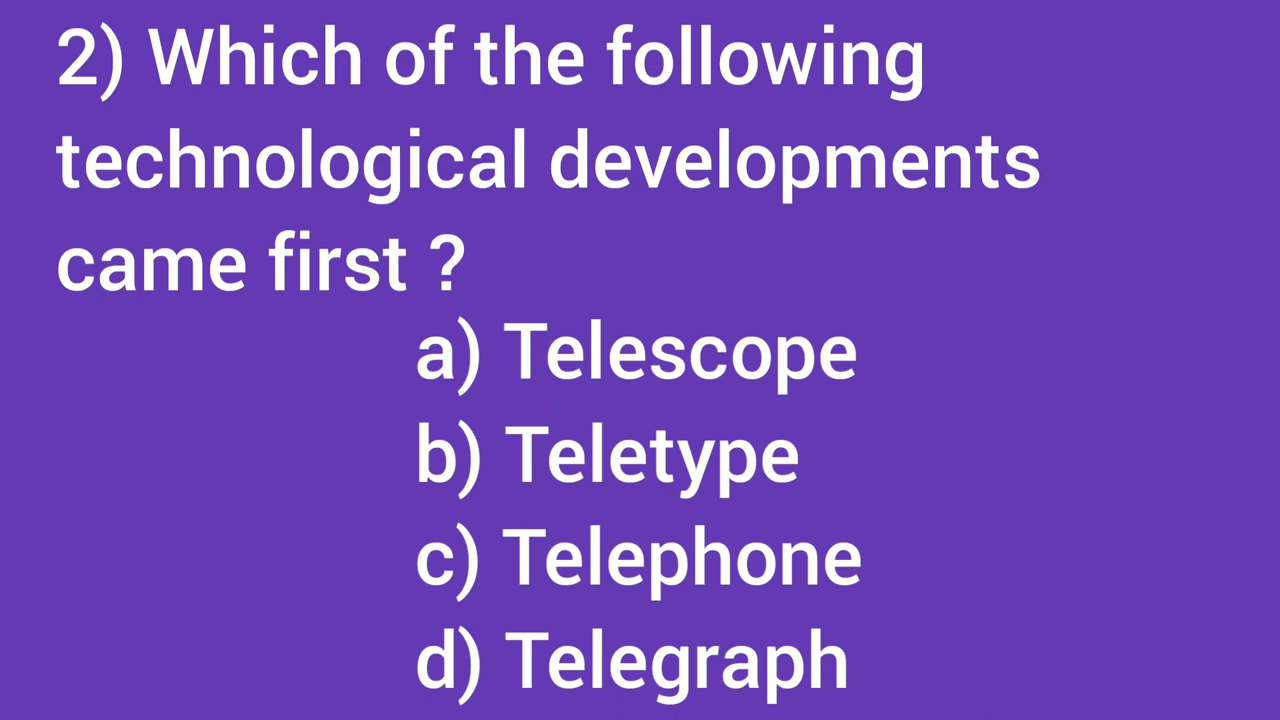 2) Which of the following
technological developments
came first ?
a) Telescope
b) Teletype
c) Telephone
d) Telegraph